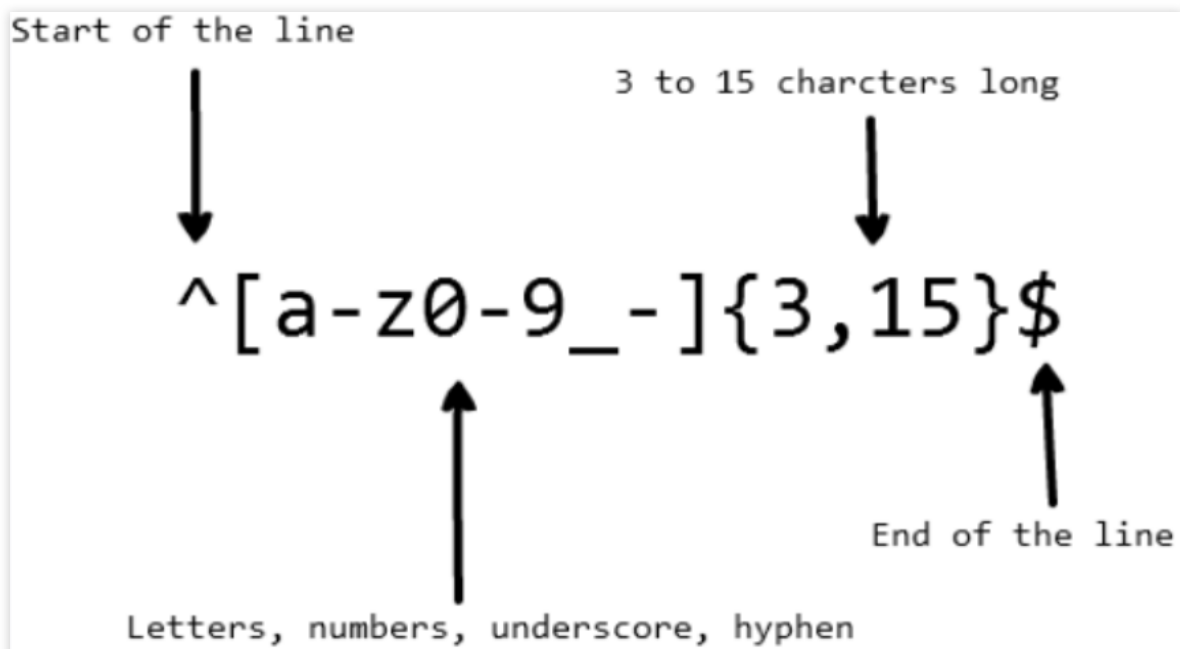 Start of the line
3 to 15 charcters long
^[a-z0-9_-]{3,15}$
End of the line
Letters, numbers, underscore, hyphen